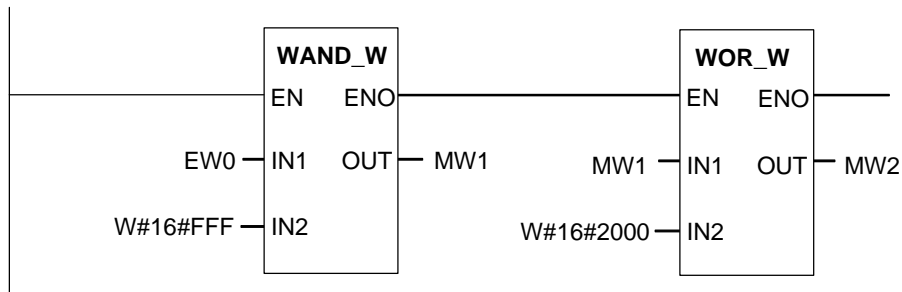 WAND_W
EN ENO
EW0 IN1 OUT MW1
W#16#FFF IN2
WOR_W
EN ENO
MW1 IN1 OUT MW2
W#16#2000 IN2